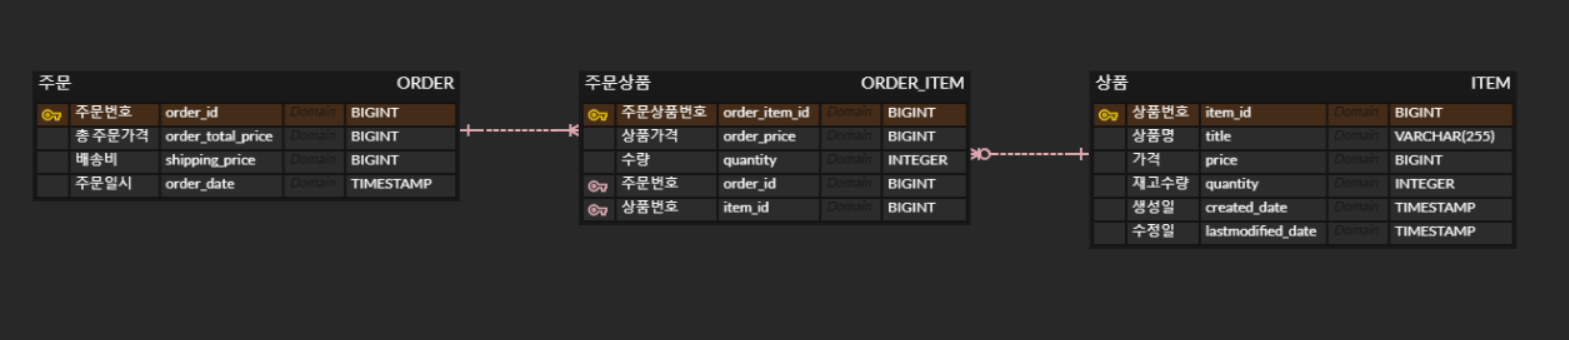 주문 ORDER
주문번호 order_id Domain BIGINT
총 주문가격 order_total_price Domain BIGINT
배송비 shipping_price Domain BIGINT
주문일시 order_date Domain TIMESTAMP
주문상품 ORDER_ITEM
주문상품번호 order_item_id Domain BIGINT
상품가격 order_price Domain BIGINT
수량 quantity Domain INTEGER
주문번호 order_id Domain BIGINT
상품번호 item_id Domain BIGINT
상품 ITEM
상품번호 item_id Domain BIGINT
상품명 title Domain VARCHAR(255)
가격 price Domain BIGINT
재고수량 quantity Domain INTEGER
생성일 created_date Domain TIMESTAMP
수정일 lastmodified_date Domain TIMESTAMP